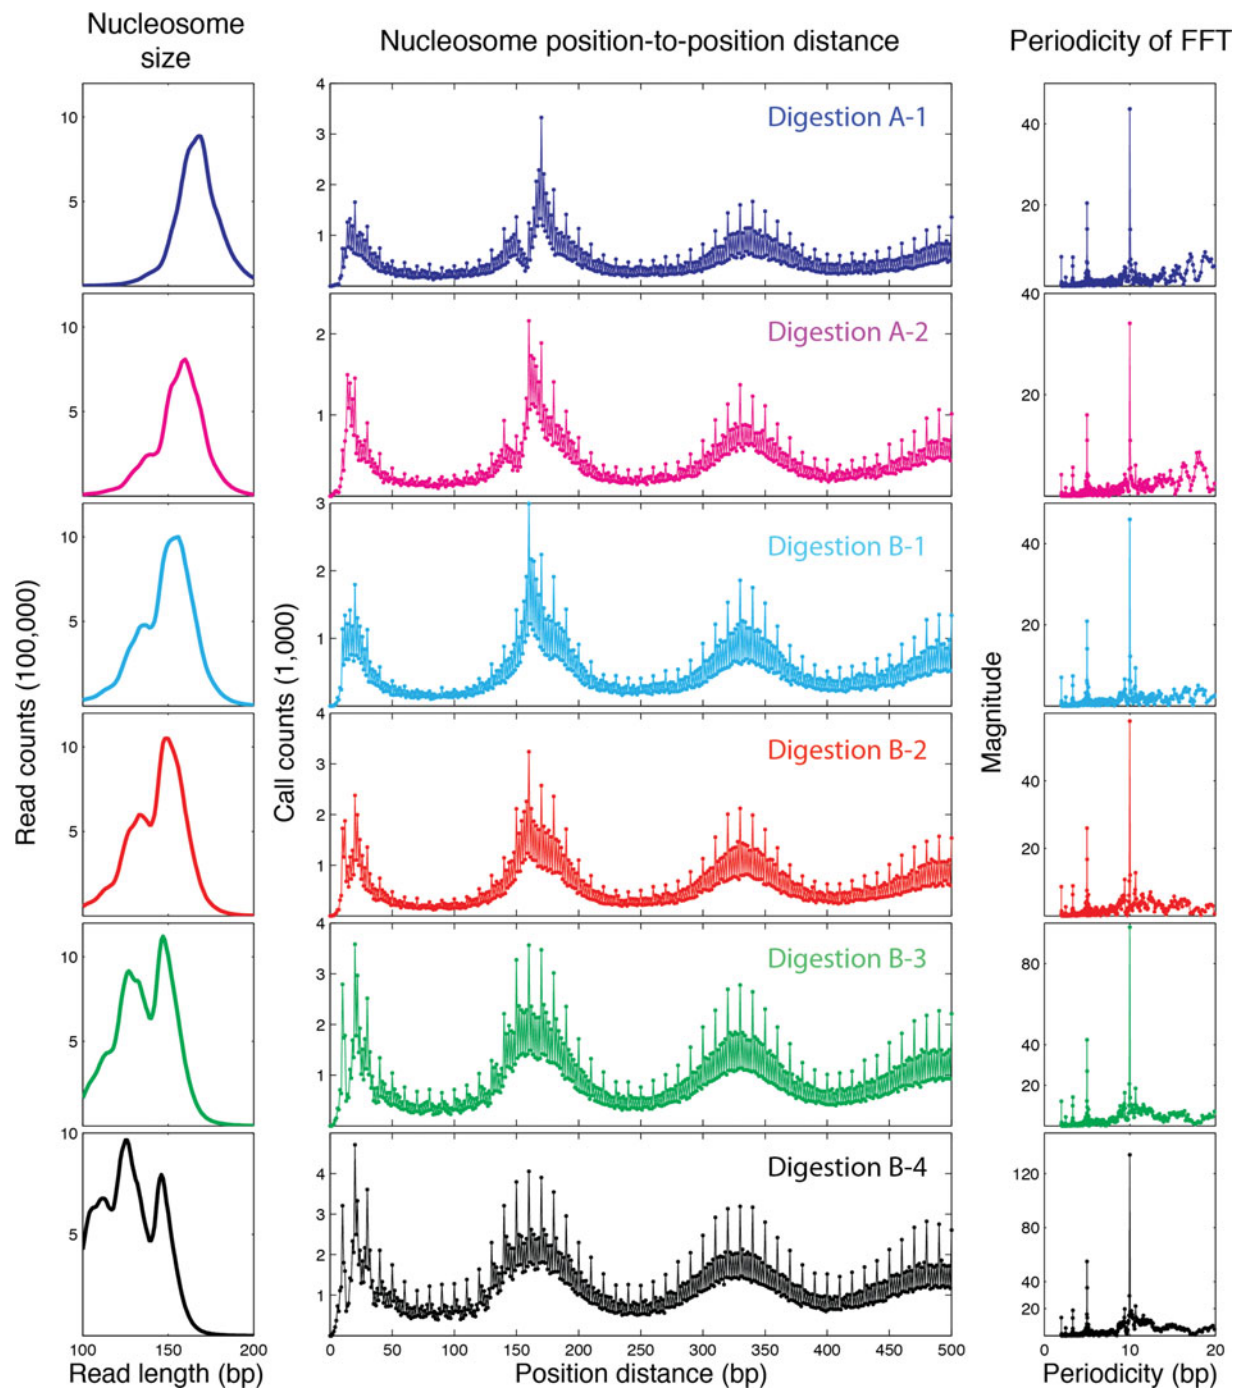 Nucleosome
size
Nucleosome position-to-position distance
Periodicity of FFT
Read counts (100,000)
Call counts (1,000)
Magnitude
10
5
4
3
2
1
0
Digestion A-1
40
20
10
5
2
1
0
Digestion A-2
40
20
10
5
3
2
1
0
Digestion B-1
40
20
10
5
4
3
2
1
0
Digestion B-2
40
20
10
5
4
3
2
1
0
Digestion B-3
80
40
20
10
5
4
3
2
1
Digestion B-4
120
80
40
20
100 150 200
0 50 100 150 200 250 300 350 400 450 500
0 10 20
Read length (bp)
Position distance (bp)
Periodicity (bp)